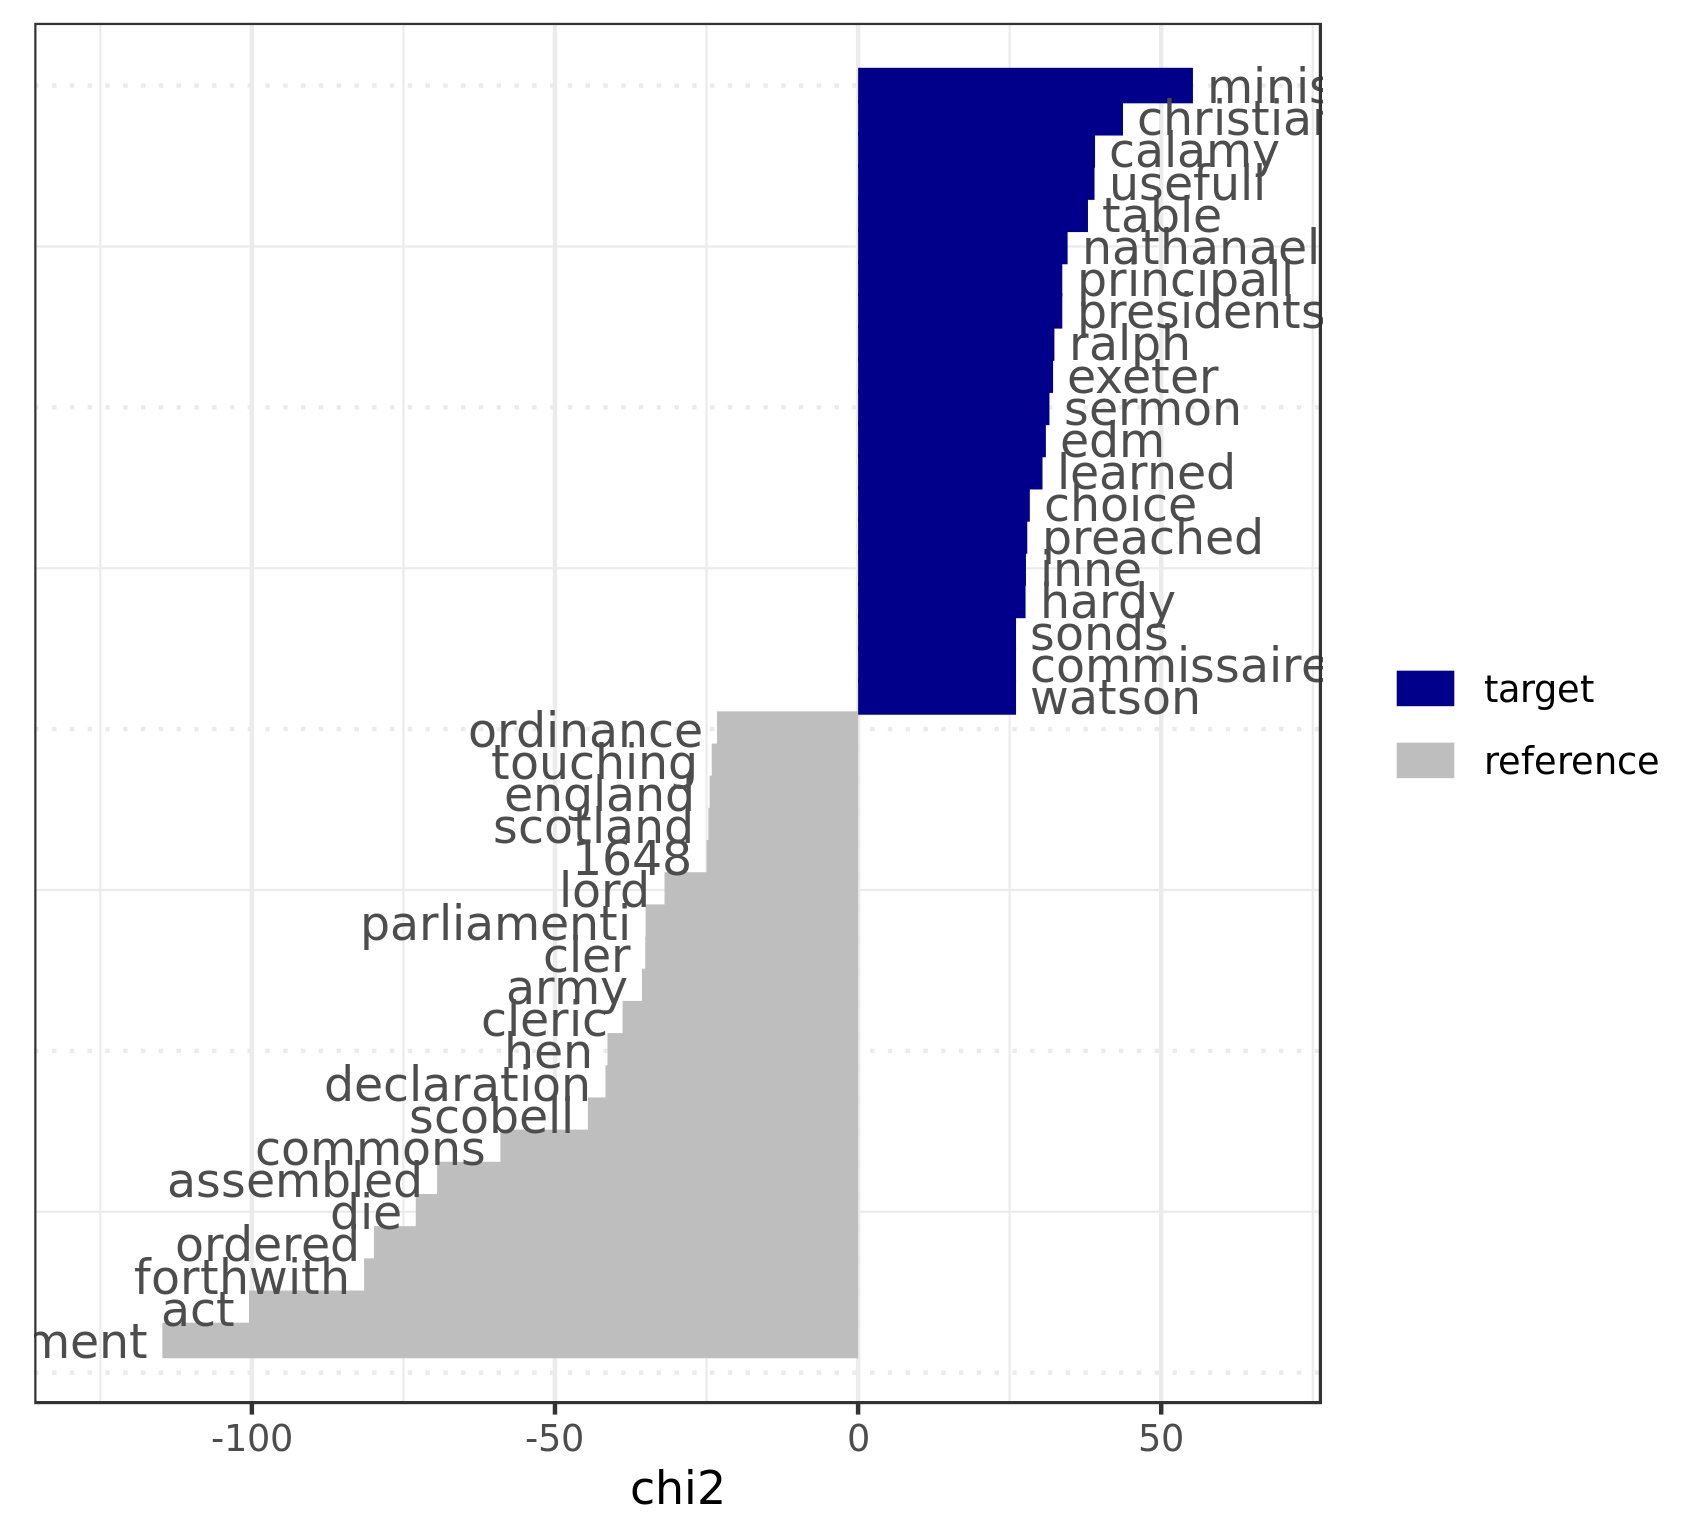 minis
christian
calamy
usefull
table
nathanael
principall
presidents
ralph
exeter
sermon
edm
learned
choice
preached
inne
hardy
sonds
commissaire
watson
ordinance
touching
england
scotland
1648
lord
parliamenti
cler
army
cleric
hen
declaration
scobell
commons
assembled
die
ordered
forthwith
act
ment
target
reference
-100 -50 0 50
chi2